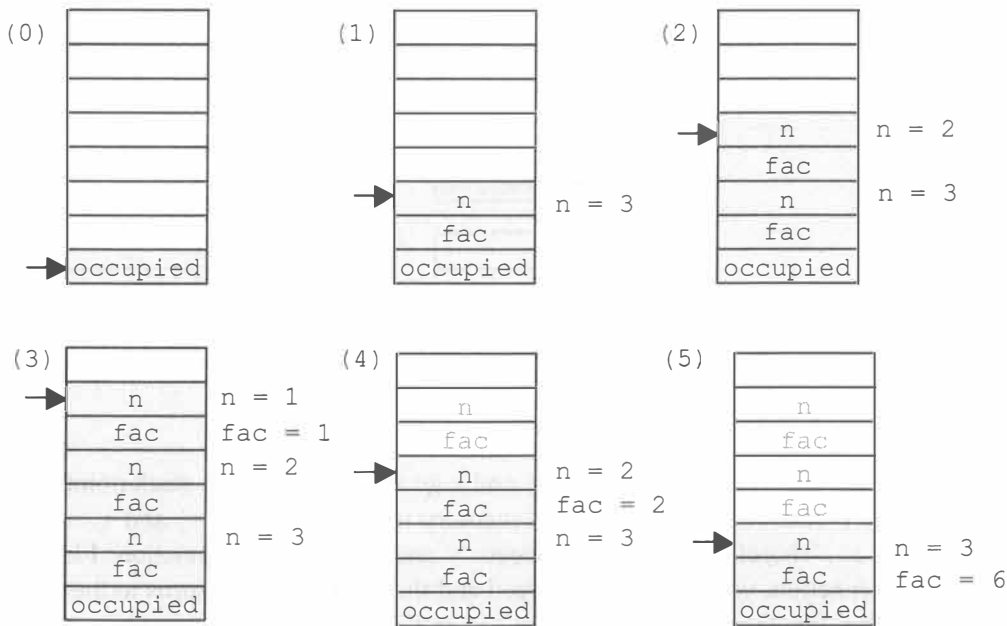 (0)
occupied
(1)
n n = 3
fac
occupied
(2)
n n = 2
fac
n n = 3
fac
occupied
(3)
n n = 1
fac fac = 1
n n = 2
fac
n n = 3
fac
occupied
(4)
n
fac
n n = 2
fac fac = 2
n n = 3
fac
occupied
(5)
n
fac
n
fac
n n = 3
fac fac = 6
occupied